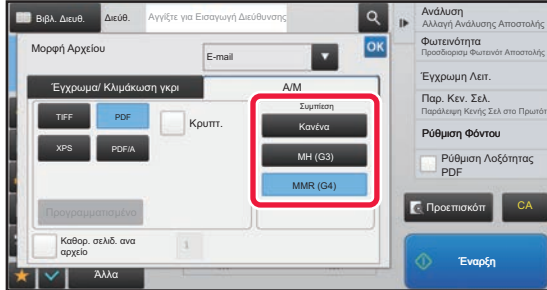 Βιβλ. Διευθ.
Διεύθ.
Αγγίξτε για Εισαγωγή Διεύθυνσης
Μορφή Αρχείου
E-mail
OK
Έγχρωμα/ Κλιμάκωση γκρι
Α/Μ
TIFF
PDF
Κρυπτ.
XPS
PDF/A
Προγραμματισμένο
Συμπίεση
Κανένα
MH (G3)
MMR (G4)
Καθορ. σελιδ. ανα
αρχείο
1
Άλλα
Ανάλυση
Αλλαγή Ανάλυσης Αποστολής
Φωτεινότητα
Προσδιορισμ Φωτεινότ Αποστολής
Έγχρωμη Λειτ.
Παρ. Κεν. Σελ.
Παράλειψη Κενής Σελ στο Πρωτότ
Ρύθμιση Φόντου
Ρύθμιση Λοξότητας
PDF
Προεπισκόπ
CA
Έναρξη